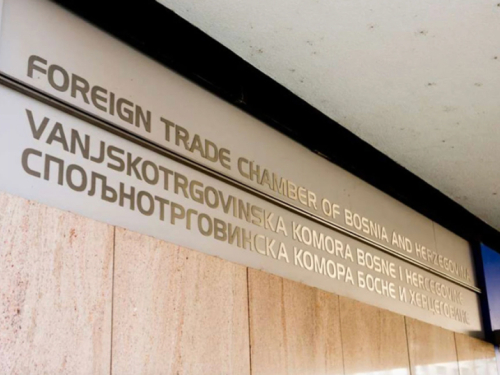 FOREIGN TRADE CHAMBER OF BOSNIA AND HERZEGOVINA
VANJSKOTRGOVINSKA KOMORA BOSNE I HERCEGOVINE
СПОЉНОТРГОВИНСКА КОМОРА БОСНЕ И ХЕРЦЕГОВИНЕ